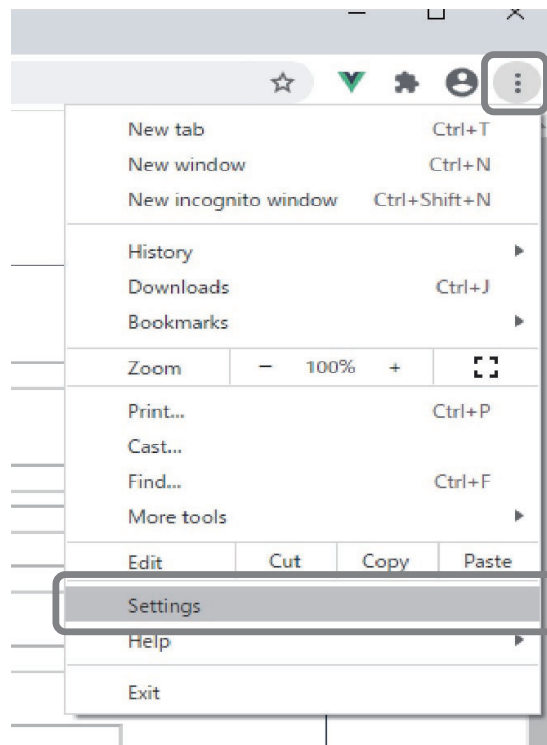 New tab Ctrl+T
New window Ctrl+N
New incognito window Ctrl+Shift+N
History
Downloads Ctrl+J
Bookmarks
Zoom − 100% +
Print... Ctrl+P
Cast...
Find... Ctrl+F
More tools
Edit Cut Copy Paste
Settings
Help
Exit